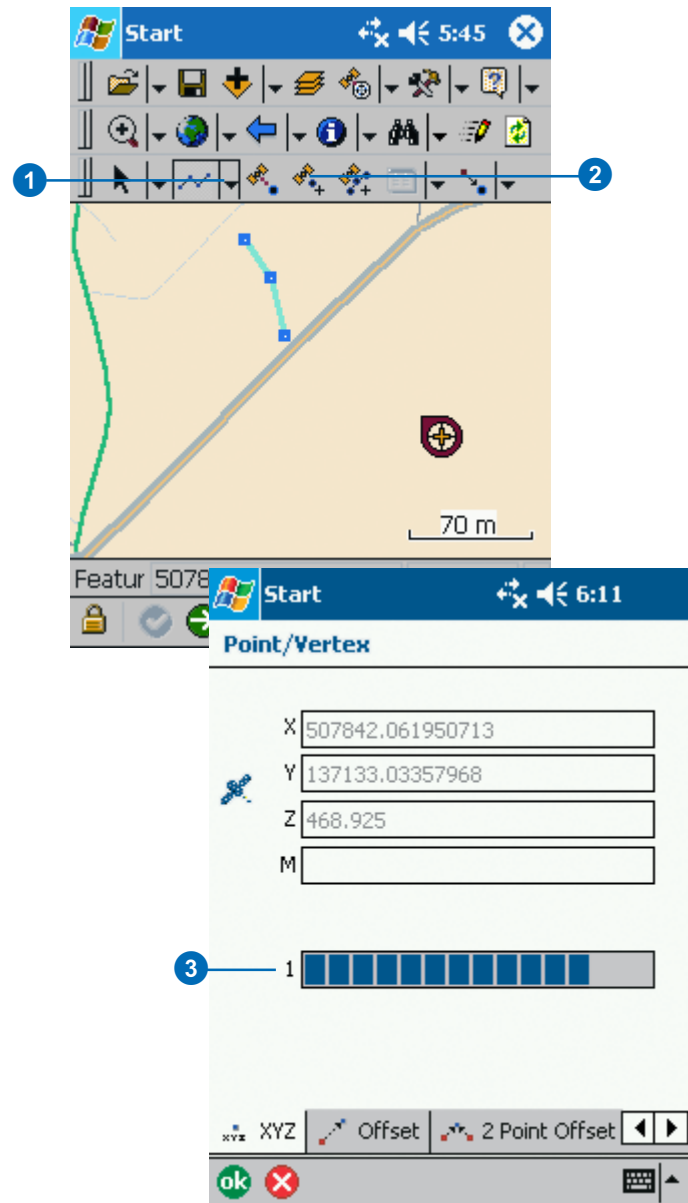 Start 5:45
1
2
70 m
Featur 5078
Start 6:11
Point/Vertex
X 507842.061950713
Y 137133.03357968
Z 468.925
M
3 1
XYZ Offset 2 Point Offset
ok